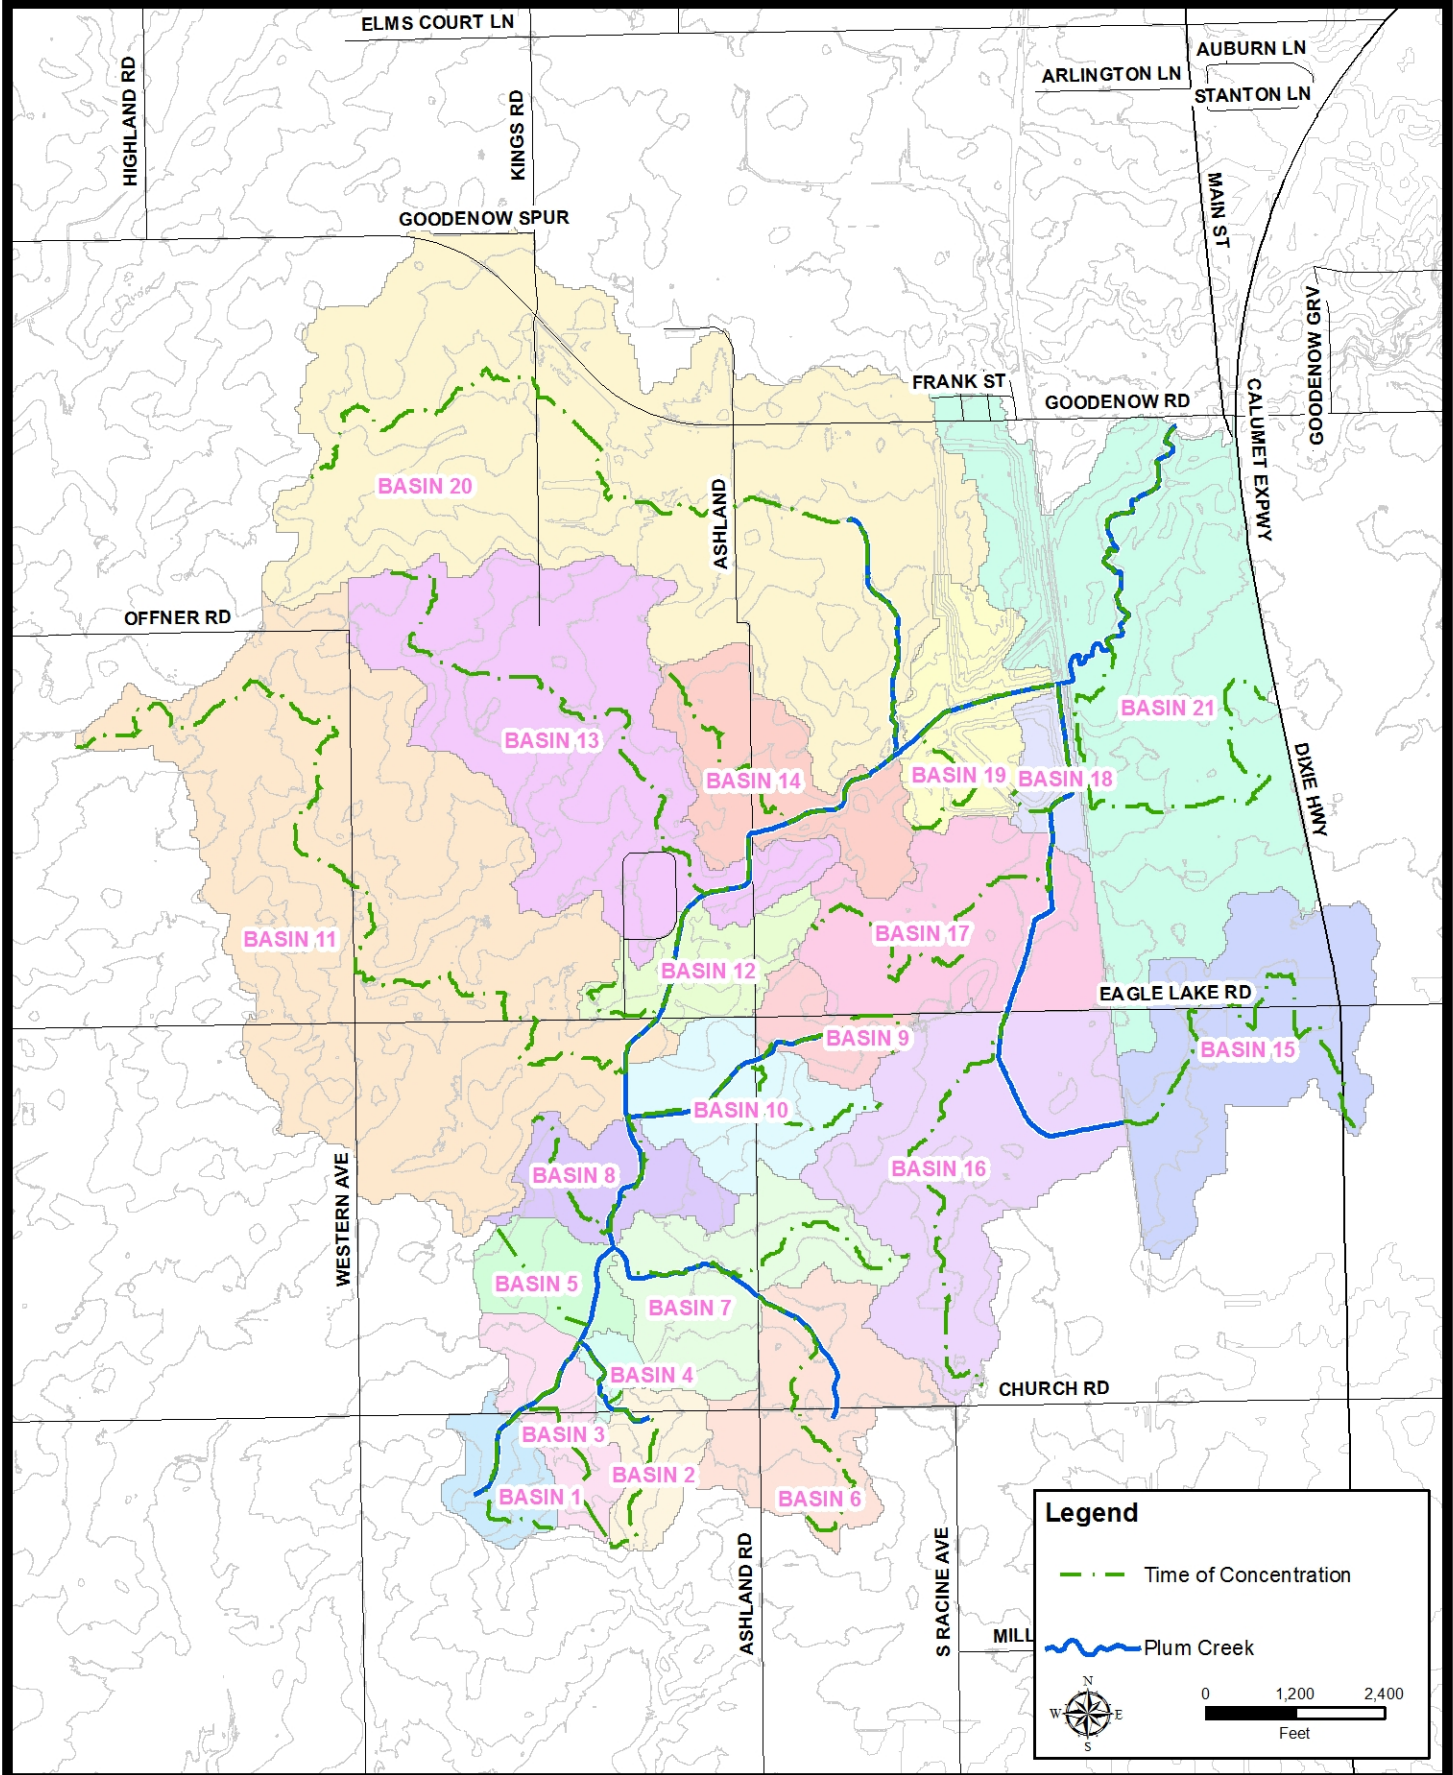 ELMS COURT LN
AUBURN LN
ARLINGTON LN
STANTON LN
HIGHLAND RD
KINGS RD
MAIN ST
GOODENOW SPUR
GOODENOW GRV
FRANK ST
GOODENOW RD
CALUMET EXPWY
BASIN 20
ASHLAND
OFFNER RD
BASIN 21
BASIN 13
BASIN 14
BASIN 19
BASIN 18
DIXIE HWY
BASIN 11
BASIN 17
BASIN 12
EAGLE LAKE RD
BASIN 9
BASIN 15
BASIN 10
BASIN 8
BASIN 16
WESTERN AVE
BASIN 5
BASIN 7
BASIN 4
CHURCH RD
BASIN 3
BASIN 2
BASIN 1
BASIN 6
ASHLAND RD
S RACINE AVE
MILL
Legend
Time of Concentration
Plum Creek
N
W E
S
0 1,200 2,400
Feet